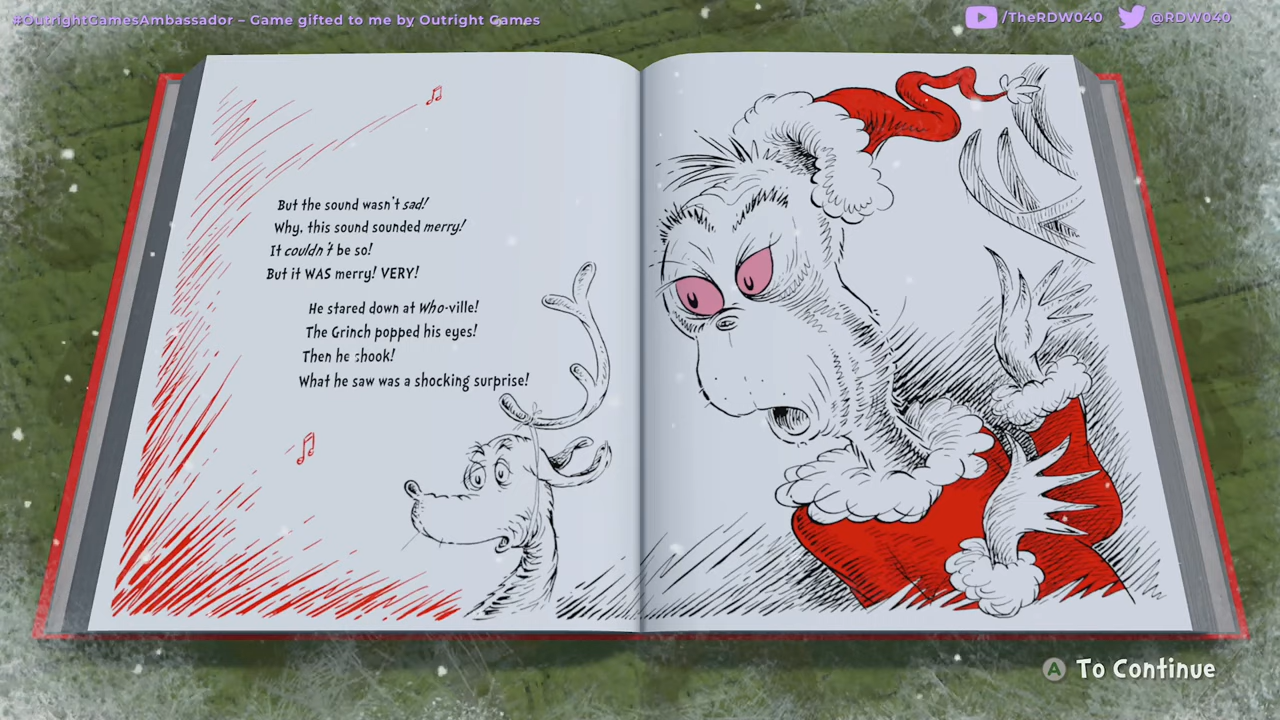 #OutrightGamesAmbassador – Game gifted to me by Outright Games
/TheRDW040 @RDW040
But the sound wasn't sad!
Why, this sound sounded merry!
It couldn't be so!
But it WAS merry! VERY!
He stared down at Who-ville!
The Grinch popped his eyes!
Then he shook!
What he saw was a shocking surprise!
A To Continue